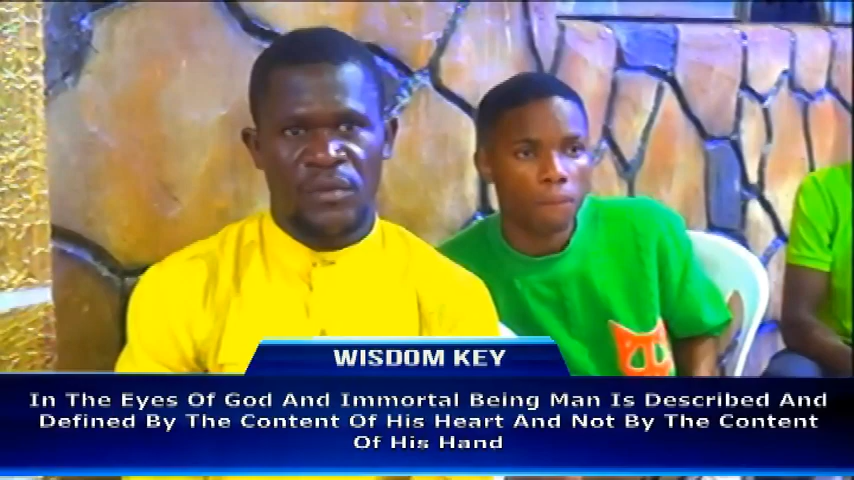 WISDOM KEY
In The Eyes Of God And Immortal Being Man Is Described And
Defined By The Content Of His Heart And Not By The Content
Of His Hand